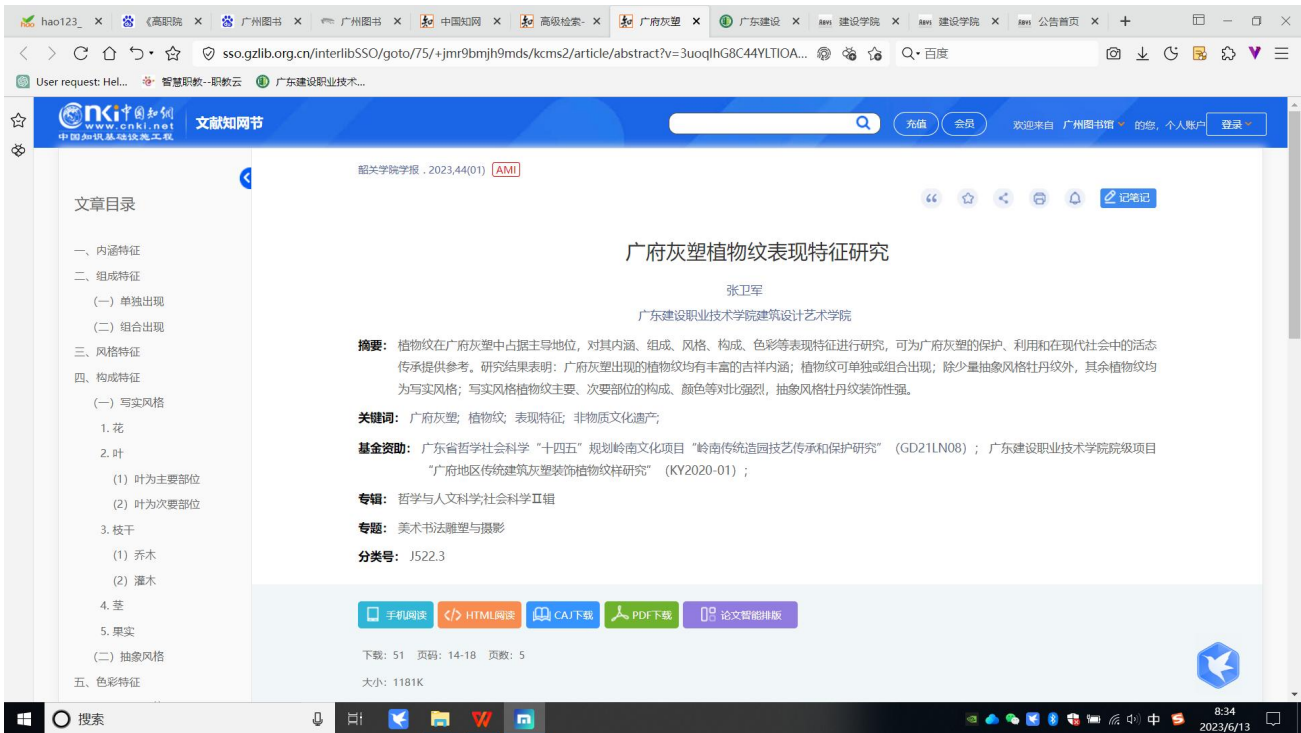 hao123_
《高职院
广州图书
广州图书
中国知网
高级检索-
广府灰塑
广东建设
建设学院
建设学院
公告首页
sso.gzlib.org.cn/interlibSSO/goto/75/+jmr9bmjh9mds/kcms2/article/abstract?v=3uoqIhG8C44YLTIOA...
百度
User request: Hel...
智慧职教--职教云
广东建设职业技术...
cnki中国知网
www.cnki.net
中国知识基础设施工程
文献知网节
充值
会员
欢迎来自 广州图书馆 的您，个人账户
登录
韶关学院学报 . 2023,44(01) AMI
记笔记
文章目录
一、内涵特征
二、组成特征
（一）单独出现
（二）组合出现
三、风格特征
四、构成特征
（一）写实风格
1. 花
2. 叶
（1）叶为主要部位
（2）叶为次要部位
3. 枝干
（1）乔木
（2）灌木
4. 茎
5. 果实
（二）抽象风格
五、色彩特征
广府灰塑植物纹表现特征研究
张卫军
广东建设职业技术学院建筑设计艺术学院
摘要： 植物纹在广府灰塑中占据主导地位，对其内涵、组成、风格、构成、色彩等表现特征进行研究，可为广府灰塑的保护、利用和在现代社会中的活态
传承提供参考。研究结果表明：广府灰塑出现的植物纹均有丰富的吉祥内涵；植物纹可单独或组合出现；除少量抽象风格牡丹纹外，其余植物纹均
为写实风格；写实风格植物纹主要、次要部位的构成、颜色等对比强烈，抽象风格牡丹纹装饰性强。
关键词： 广府灰塑; 植物纹; 表现特征; 非物质文化遗产;
基金资助： 广东省哲学社会科学“十四五”规划岭南文化项目“岭南传统造园技艺传承和保护研究”（GD21LN08）; 广东建设职业技术学院院级项目
“广府地区传统建筑灰塑装饰植物纹样研究”（KY2020-01）;
专辑： 哲学与人文科学;社会科学Ⅱ辑
专题： 美术书法雕塑与摄影
分类号： J522.3
手机阅读
HTML阅读
CAJ下载
PDF下载
论文智能排版
下载：51 页码：14-18 页数：5
大小：1181K
搜索
中
8:34
2023/6/13